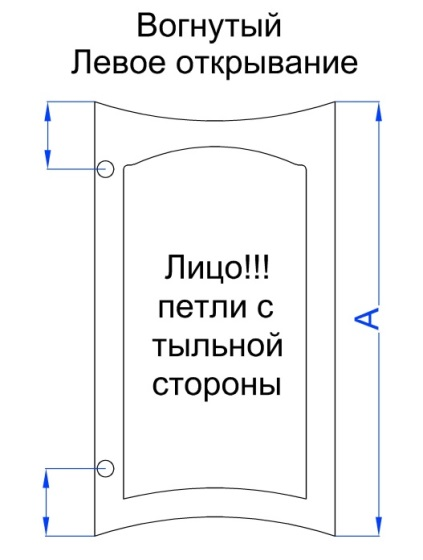 Вогнутый
Левое открывание
Лицо!!!
петли с
тыльной
стороны
A